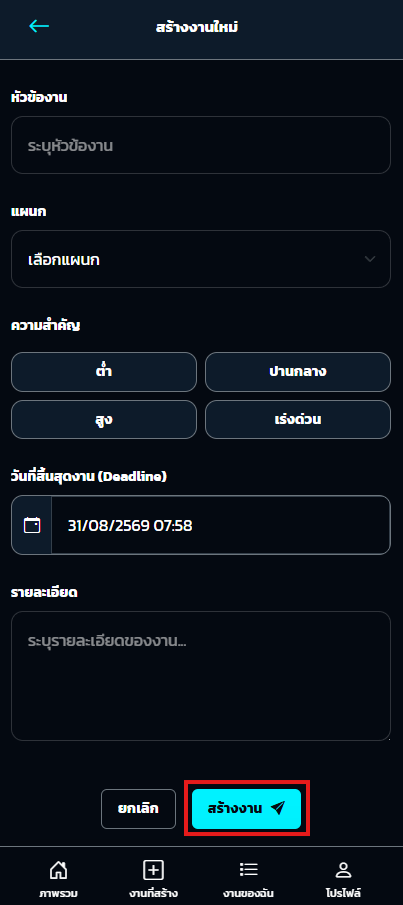 สร้างงานใหม่
หัวข้องาน
ระบุหัวข้องาน
แผนก
เลือกแผนก
ความสำคัญ
ต่ำ ปานกลาง
สูง เร่งด่วน
วันที่สิ้นสุดงาน (Deadline)
31/08/2569 07:58
รายละเอียด
ระบุรายละเอียดของงาน...
ยกเลิก สร้างงาน
ภาพรวม งานที่สร้าง งานของฉัน โปรไฟล์